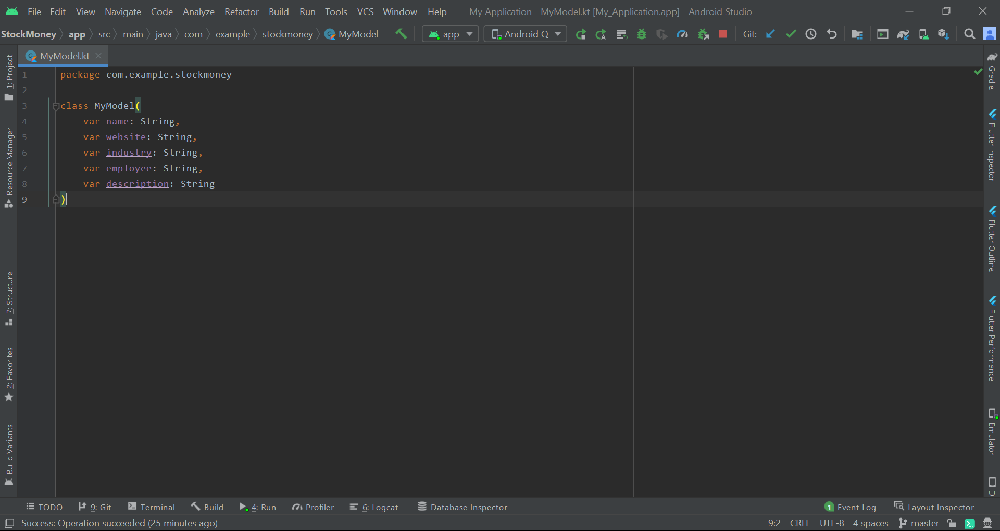 File Edit View Navigate Code Analyze Refactor Build Run Tools VCS Window Help My Application - MyModel.kt [My_Application.app] - Android Studio
StockMoney app src main java com example stockmoney MyModel app Android Q Git:
MyModel.kt
1 package com.example.stockmoney
2
3 class MyModel(
4 var name: String,
5 var website: String,
6 var industry: String,
7 var employee: String,
8 var description: String
9 )
1: Project
Resource Manager
7: Structure
2: Favorites
Build Variants
Gradle
Flutter Inspector
Flutter Outline
Flutter Performance
Emulator
D
TODO 9: Git Terminal Build 4: Run Profiler 6: Logcat Database Inspector 1 Event Log Layout Inspector
Success: Operation succeeded (25 minutes ago) 9:2 CRLF UTF-8 4 spaces master